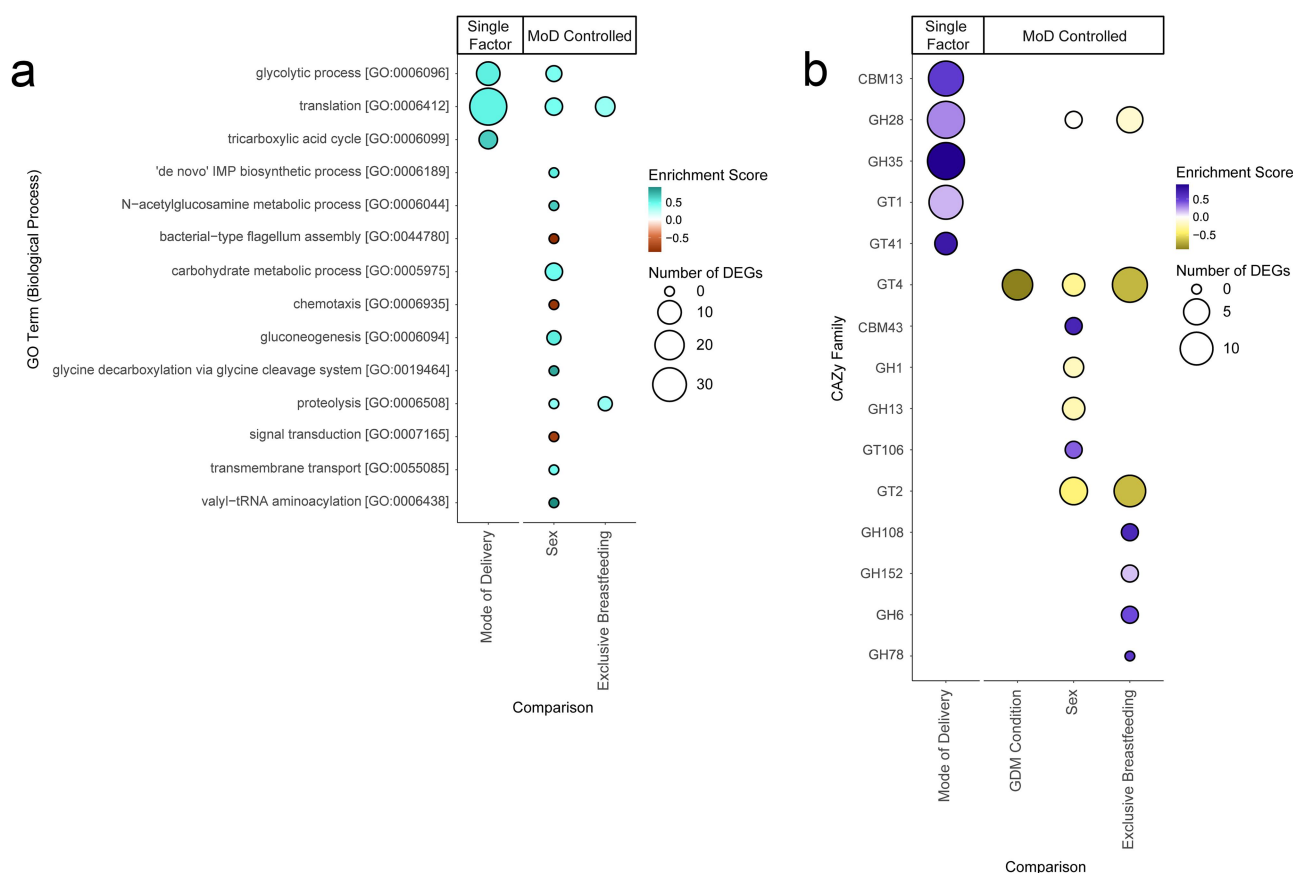 a
Single
Factor
MoD Controlled
glycolytic process [GO:0006096]
translation [GO:0006412]
tricarboxylic acid cycle [GO:0006099]
'de novo' IMP biosynthetic process [GO:0006189]
N−acetylglucosamine metabolic process [GO:0006044]
bacterial-type flagellum assembly [GO:0044780]
carbohydrate metabolic process [GO:0005975]
chemotaxis [GO:0006935]
gluconeogenesis [GO:0006094]
glycine decarboxylation via glycine cleavage system [GO:0019464]
proteolysis [GO:0006508]
signal transduction [GO:0007165]
transmembrane transport [GO:0055085]
valyl−tRNA aminoacylation [GO:0006438]
GO Term (Biological Process)
Mode of Delivery
Sex
Exclusive Breastfeeding
Comparison
Enrichment Score
0.5
0.0
−0.5
Number of DEGs
0
10
20
30
b
Single
Factor
MoD Controlled
CBM13
GH28
GH35
GT1
GT41
GT4
CBM43
GH1
GH13
GT106
GT2
GH108
GH152
GH6
GH78
CAZy Family
Mode of Delivery
GDM Condition
Sex
Exclusive Breastfeeding
Comparison
Enrichment Score
0.5
0.0
−0.5
Number of DEGs
0
5
10